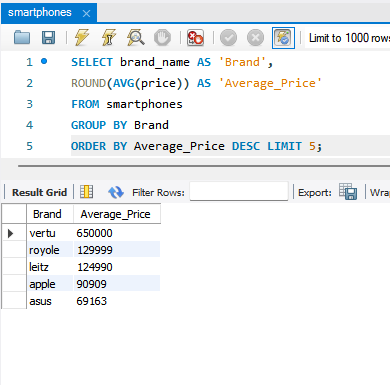 smartphones
Limit to 1000 rows
1 SELECT brand_name AS 'Brand',
2 ROUND(AVG(price)) AS 'Average_Price'
3 FROM smartphones
4 GROUP BY Brand
5 ORDER BY Average_Price DESC LIMIT 5;
Result Grid Filter Rows: Export: Wrap
Brand Average_Price
vertu 650000
royole 129999
leitz 124990
apple 90909
asus 69163